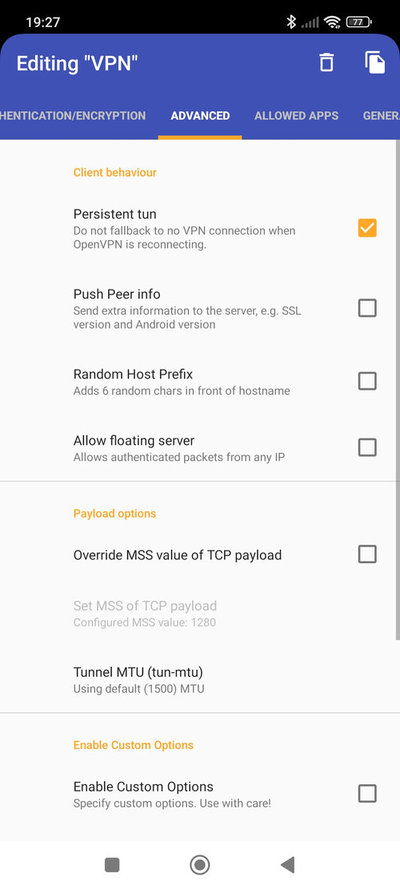 19:27
77
Editing "VPN"
HENTICATION/ENCRYPTION
ADVANCED
ALLOWED APPS
GENERA
Client behaviour
Persistent tun
Do not fallback to no VPN connection when
OpenVPN is reconnecting.
Push Peer info
Send extra information to the server, e.g. SSL
version and Android version
Random Host Prefix
Adds 6 random chars in front of hostname
Allow floating server
Allows authenticated packets from any IP
Payload options
Override MSS value of TCP payload
Set MSS of TCP payload
Configured MSS value: 1280
Tunnel MTU (tun-mtu)
Using default (1500) MTU
Enable Custom Options
Enable Custom Options
Specify custom options. Use with care!